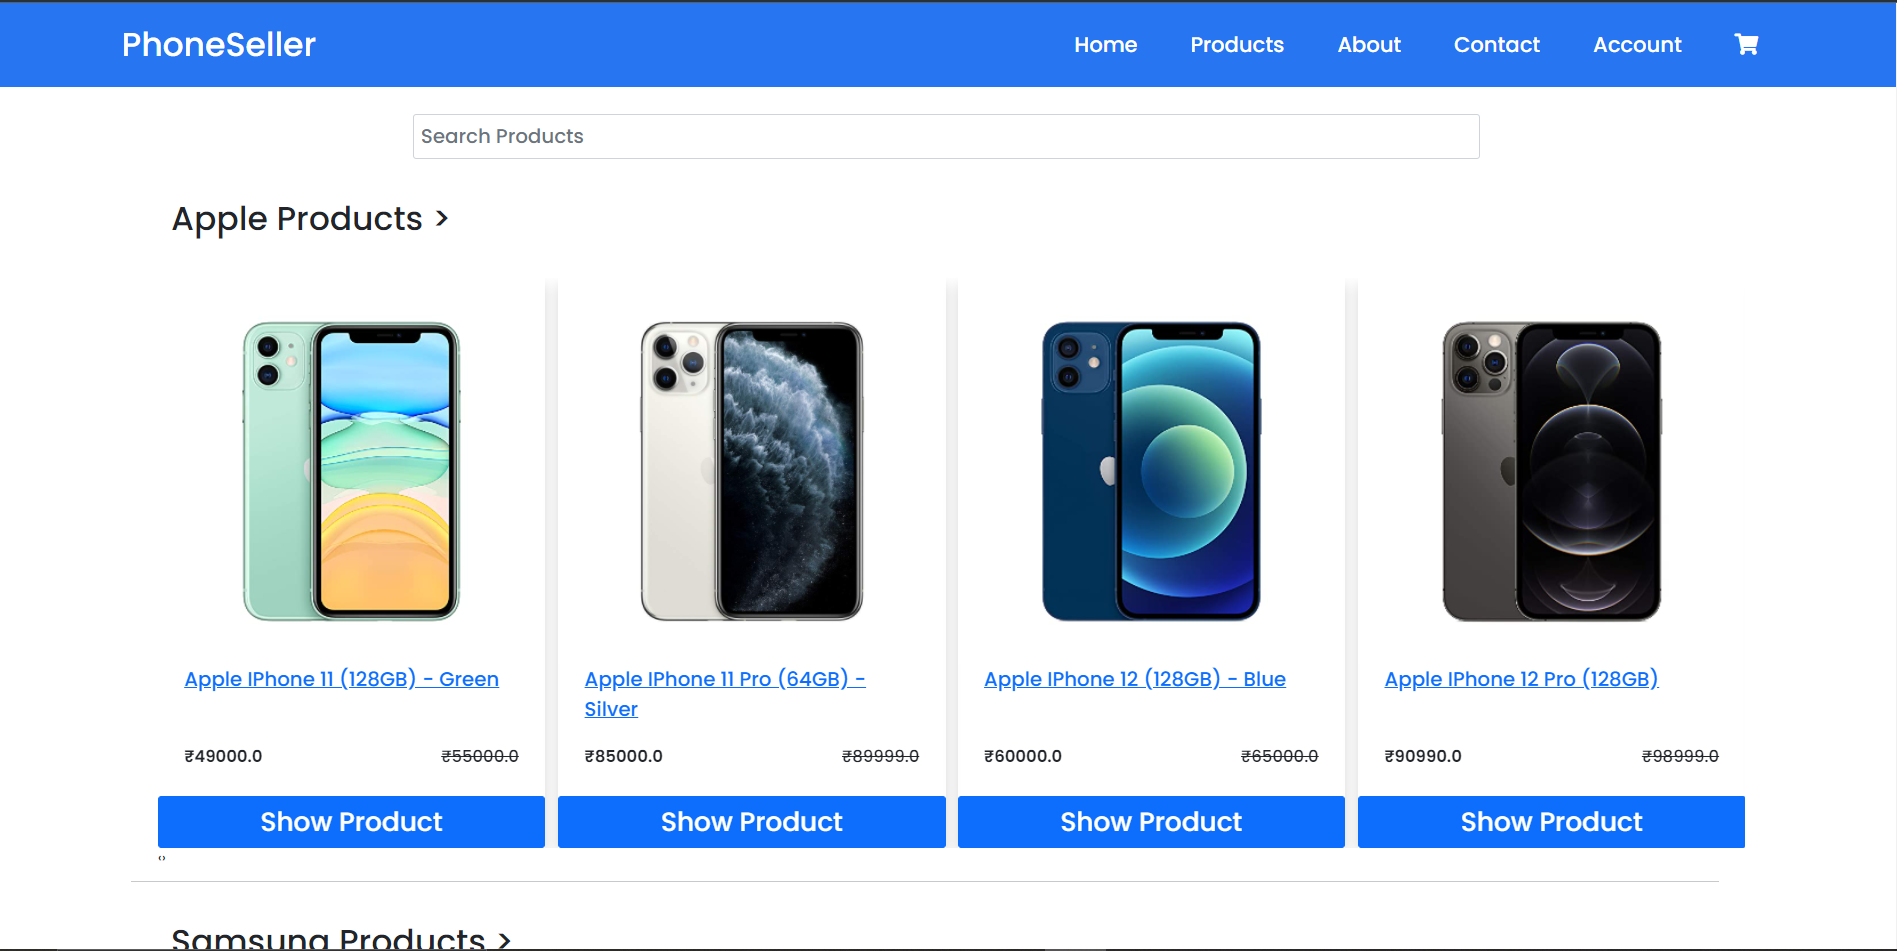 PhoneSeller
Home
Products
About
Contact
Account
Search Products
Apple Products >
Apple IPhone 11 (128GB) - Green
₹49000.0
₹55000.0
Show Product
Apple IPhone 11 Pro (64GB) -
Silver
₹85000.0
₹89999.0
Show Product
Apple IPhone 12 (128GB) - Blue
₹60000.0
₹65000.0
Show Product
Apple IPhone 12 Pro (128GB)
₹90990.0
₹98999.0
Show Product
‹›
Samsung Products >